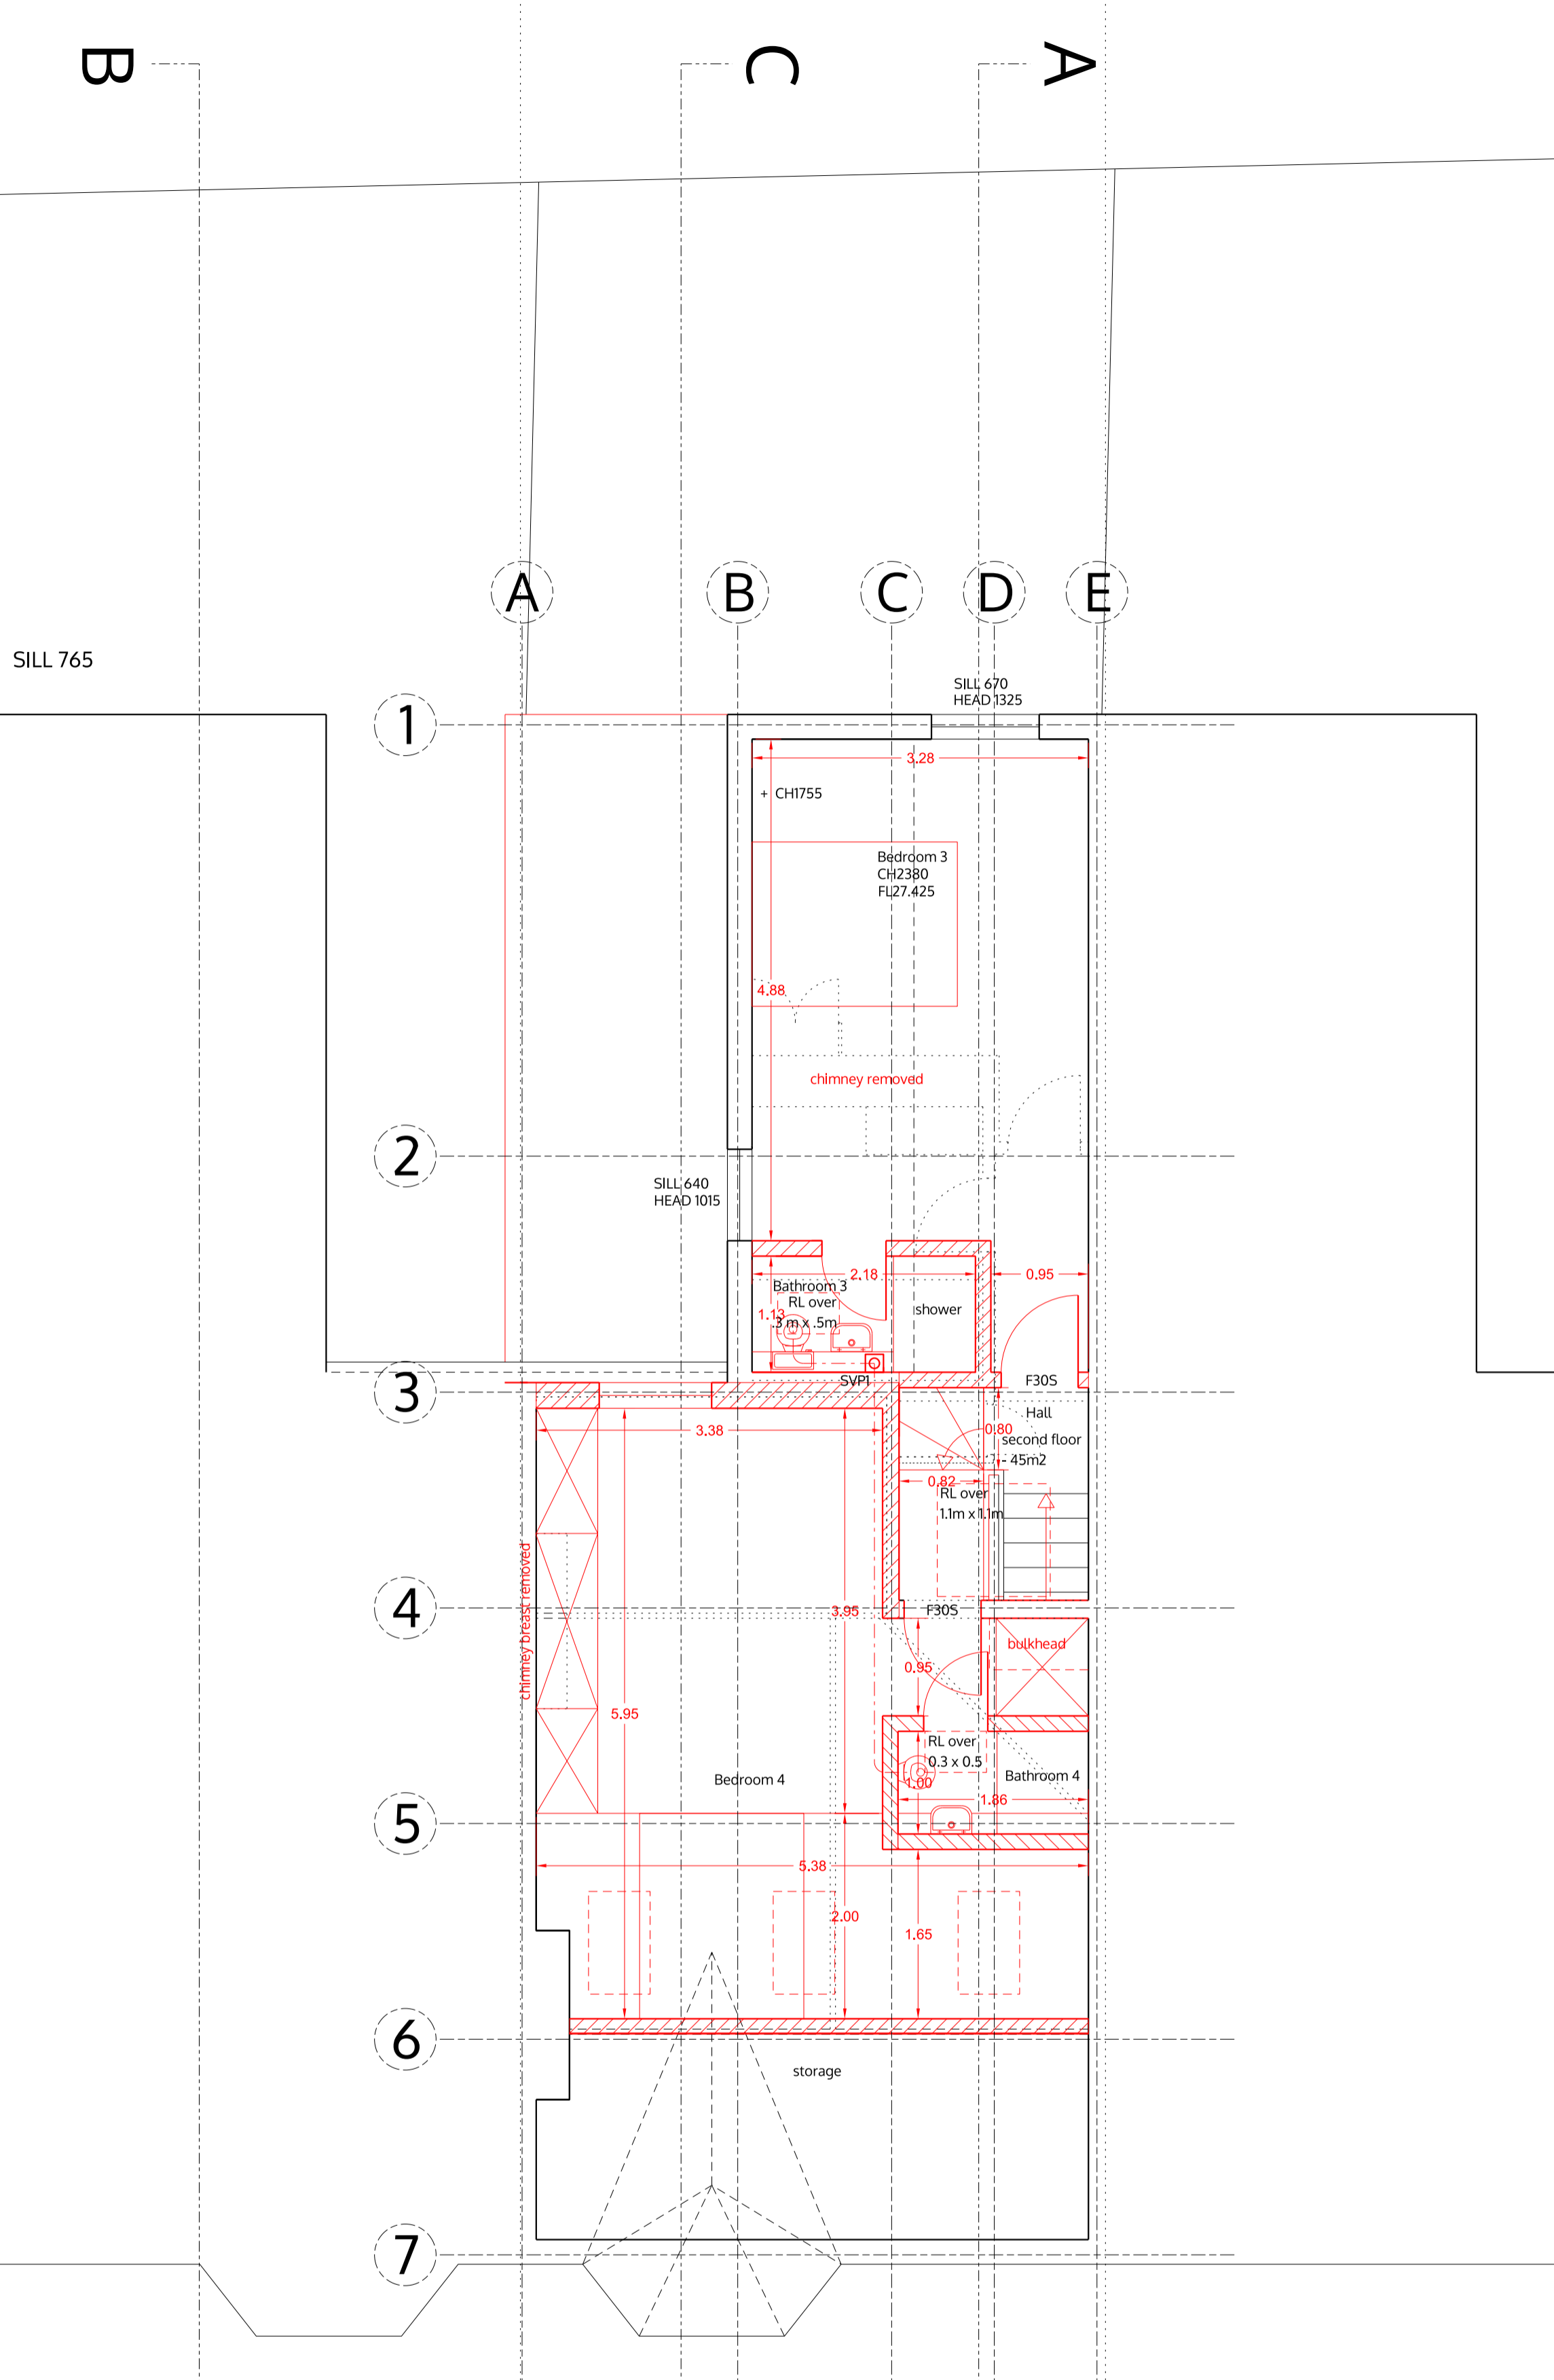 B
C
A
A
B
C
D
E
SILL 765
SILL 670
HEAD 1325
1
3.28
+ CH1755
Bedroom 3
CH2380
FL27.425
4.88
chimney removed
2
SILL 640
HEAD 1015
2.18
0.95
Bathroom 3
RL over
.3 m x .5m
1.13
shower
SVP1
F30S
3
Hall
second floor
- 45m2
0.80
3.38
0.82
RL over
1.1m x 1.1m
chimney breast removed
4
3.95
F30S
bulkhead
0.95
5.95
RL over
0.3 x 0.5
Bathroom 4
Bedroom 4
1.00
1.86
5
5.38
2.00
1.65
6
storage
7